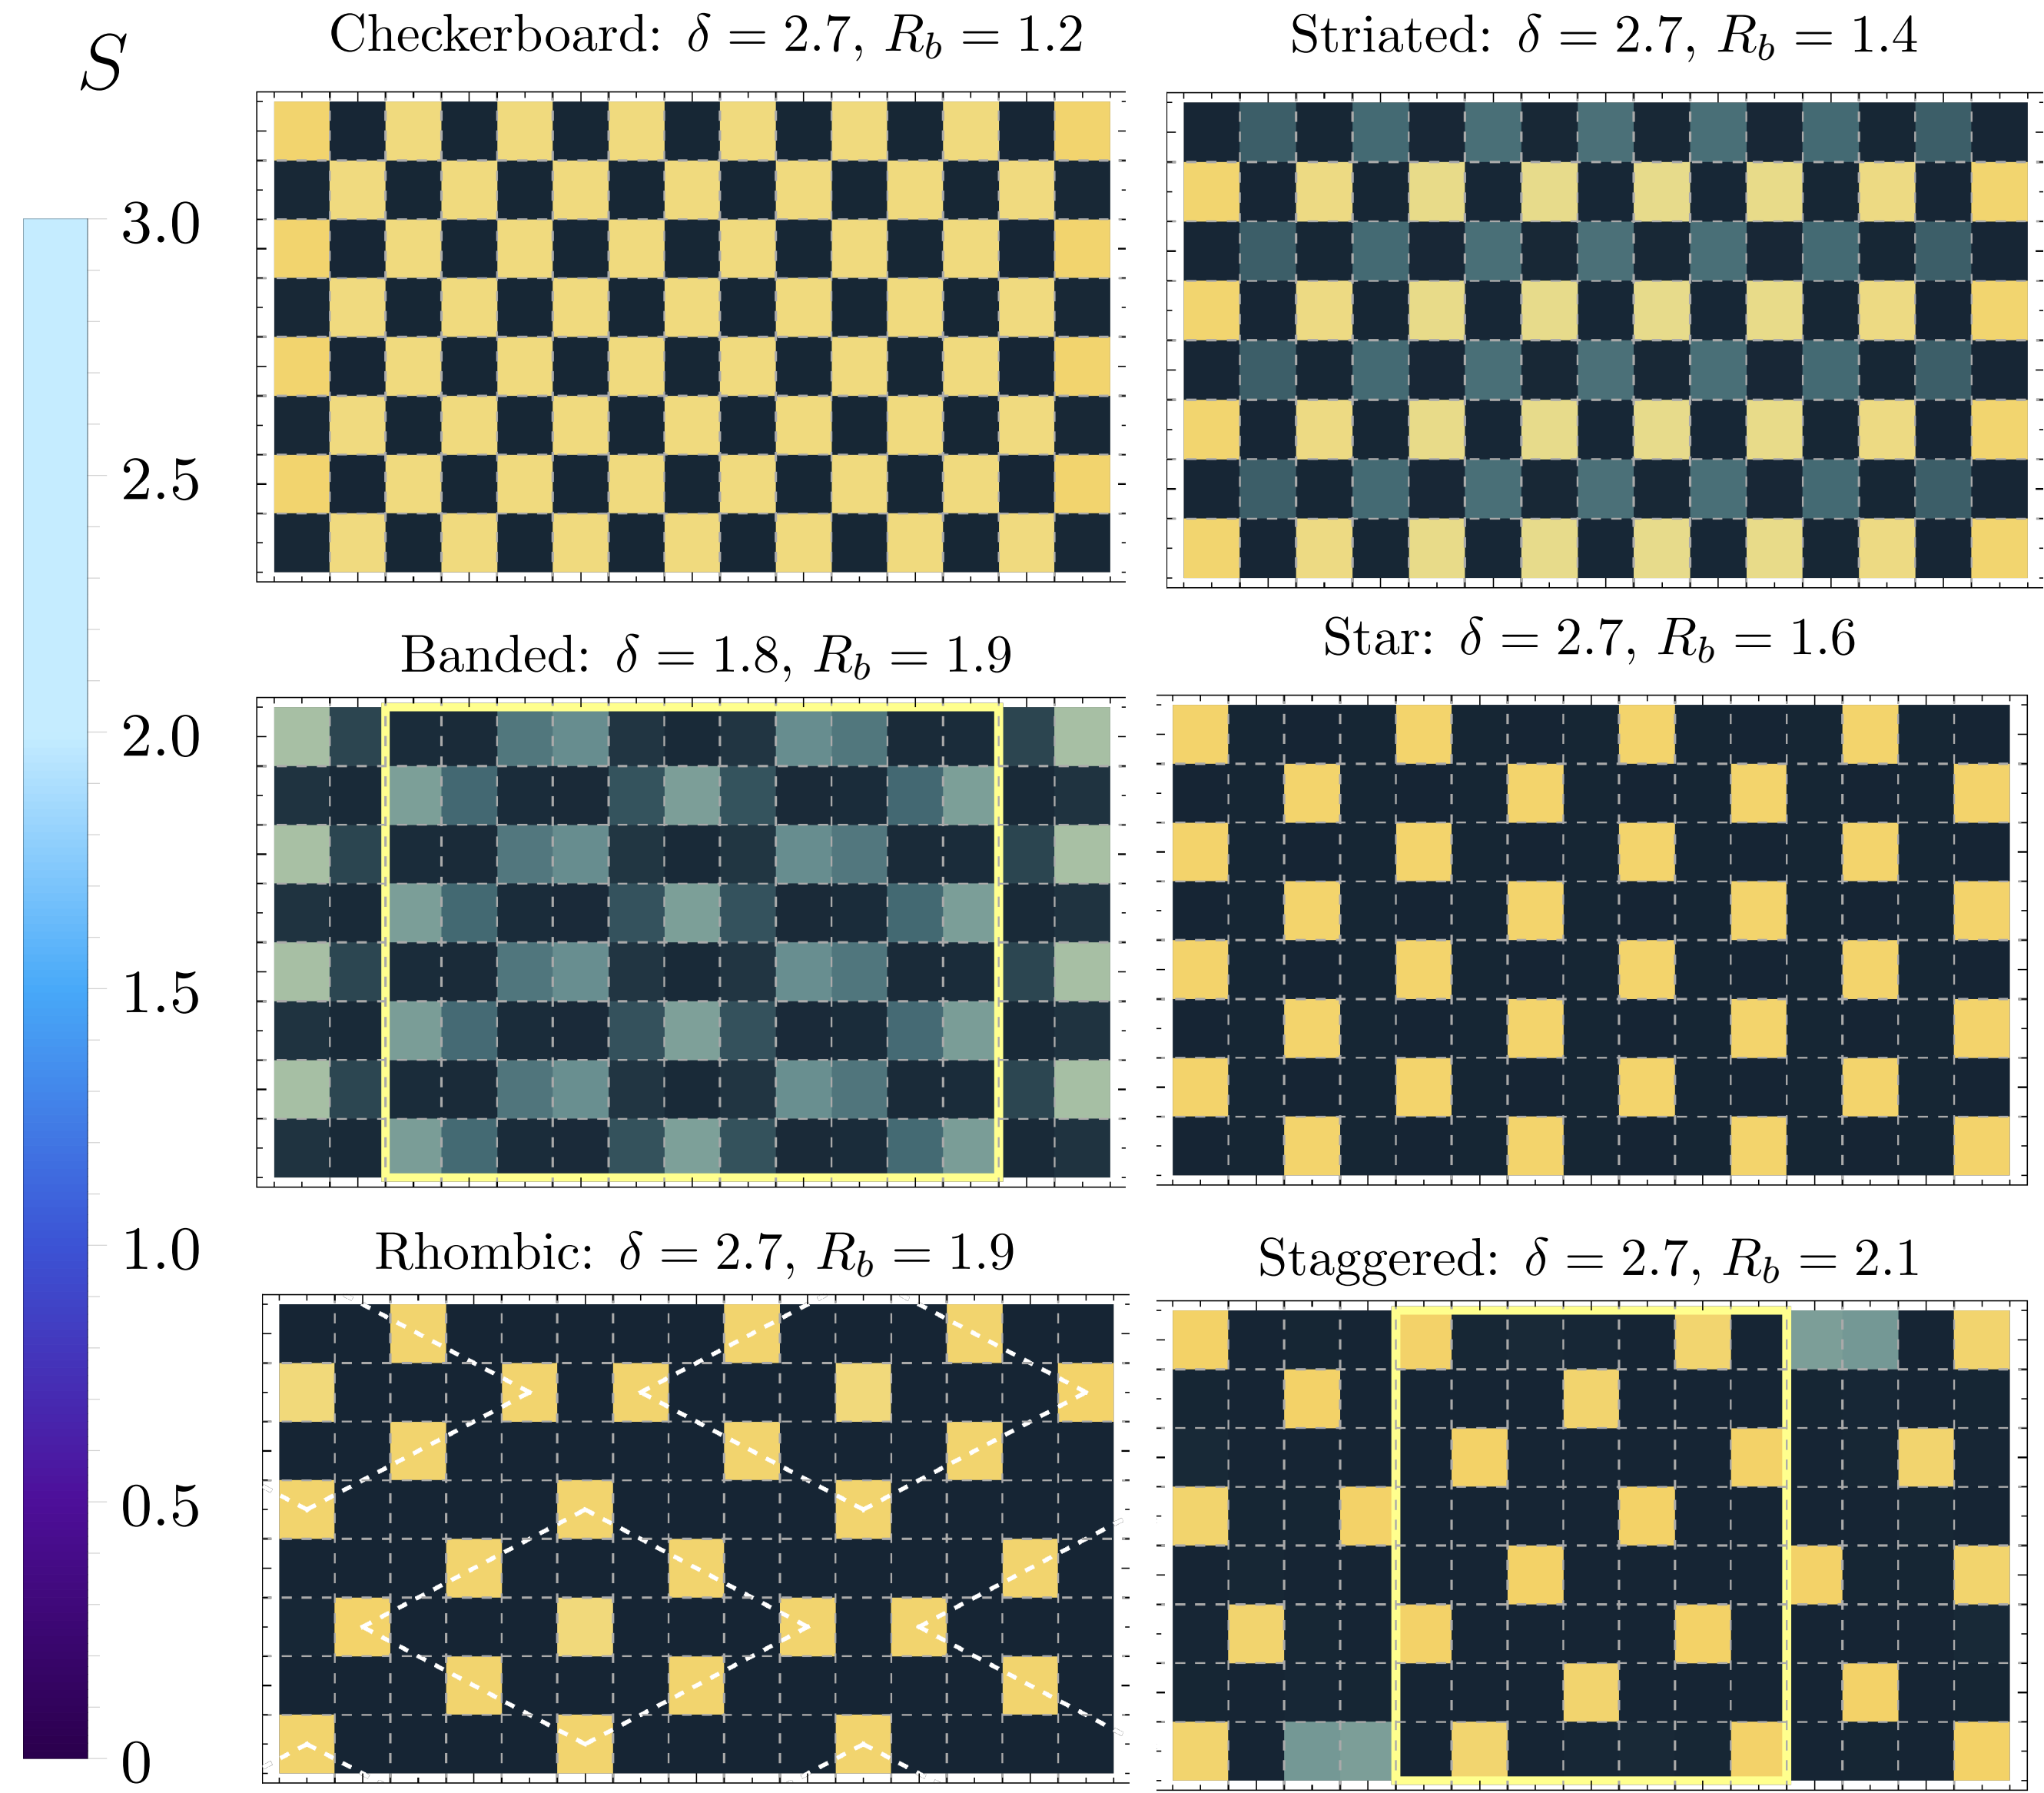 S
3.0
2.5
2.0
1.5
1.0
0.5
0
Checkerboard: δ = 2.7, R_b = 1.2
Striated: δ = 2.7, R_b = 1.4
Banded: δ = 1.8, R_b = 1.9
Star: δ = 2.7, R_b = 1.6
Rhombic: δ = 2.7, R_b = 1.9
Staggered: δ = 2.7, R_b = 2.1